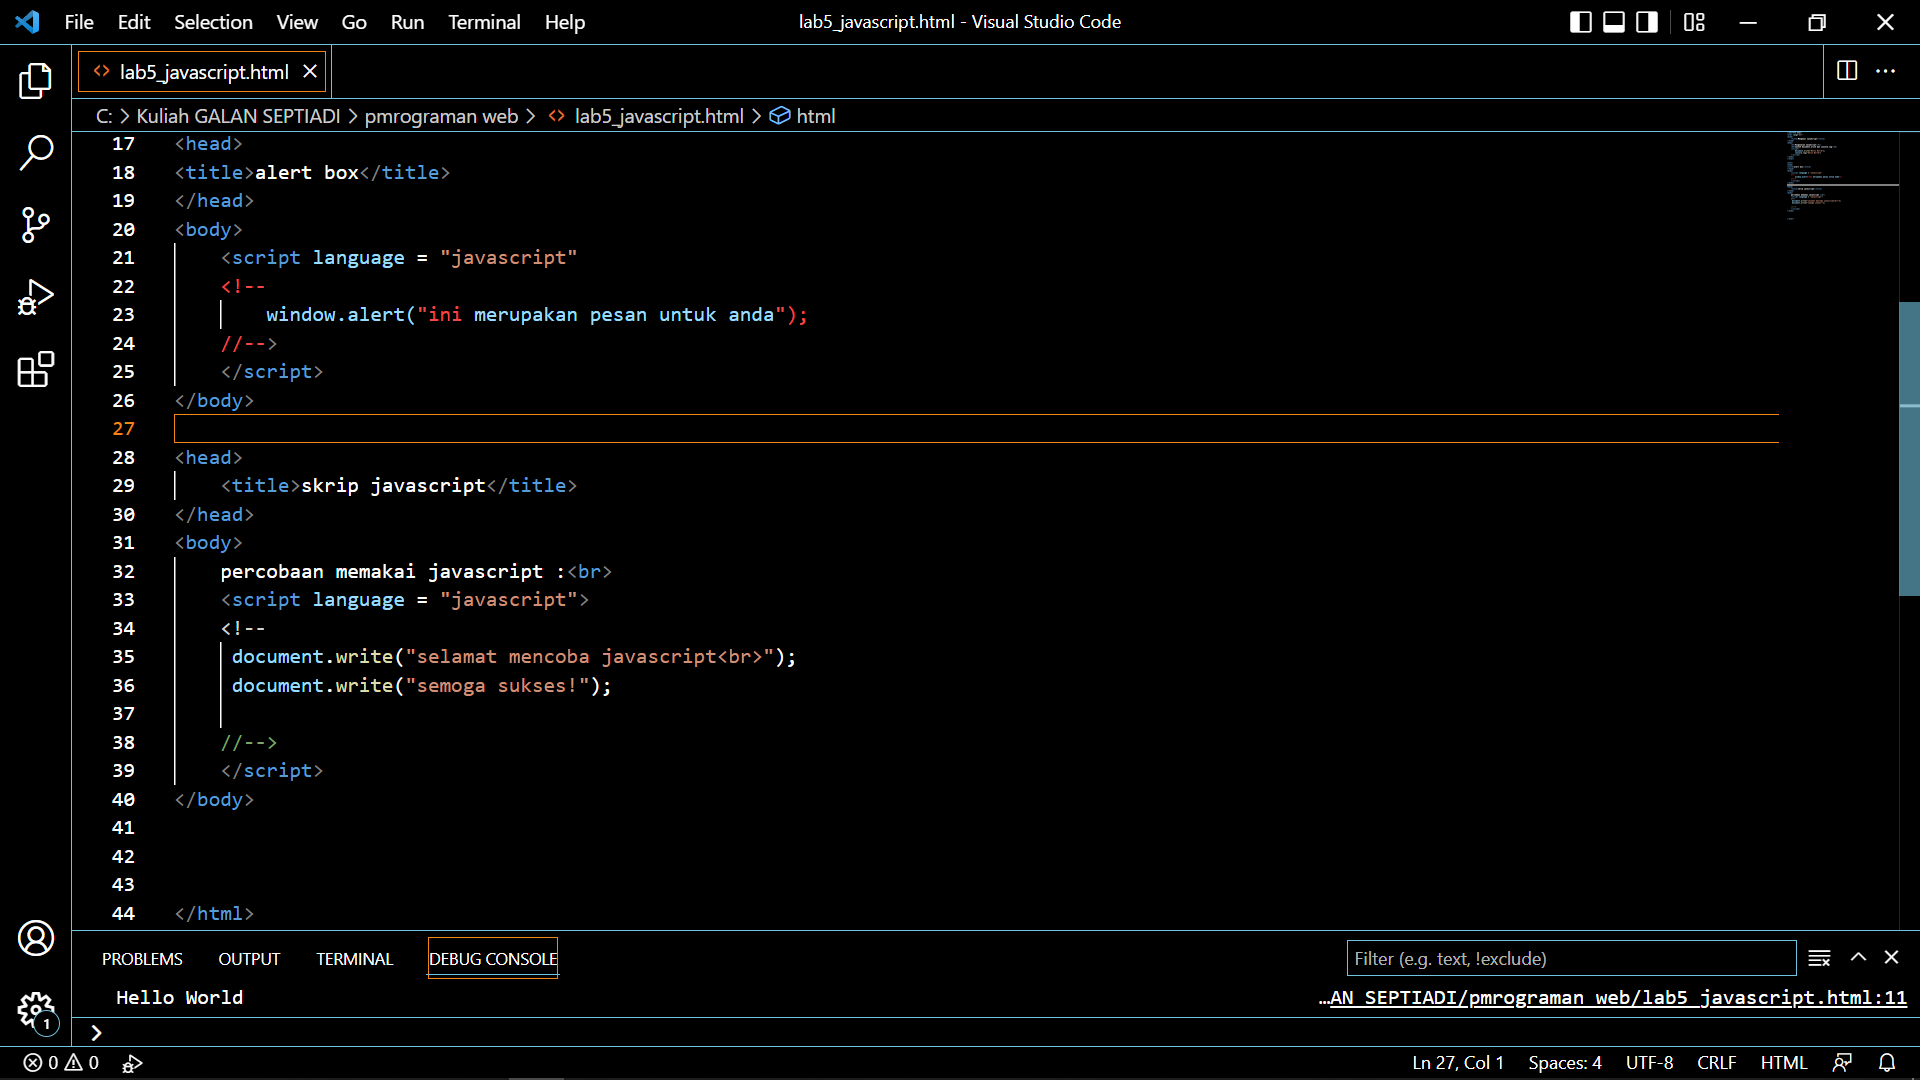 File Edit Selection View Go Run Terminal Help lab5_javascript.html - Visual Studio Code
lab5_javascript.html
C: > Kuliah GALAN SEPTIADI > pmrograman web > lab5_javascript.html > html
17 <head>
18 <title>alert box</title>
19 </head>
20 <body>
21 <script language = "javascript"
22 <!--
23 window.alert("ini merupakan pesan untuk anda");
24 //-->
25 </script>
26 </body>
27
28 <head>
29 <title>skrip javascript</title>
30 </head>
31 <body>
32 percobaan memakai javascript :<br>
33 <script language = "javascript">
34 <!--
35 document.write("selamat mencoba javascript<br>");
36 document.write("semoga sukses!");
37
38 //-->
39 </script>
40 </body>
41
42
43
44 </html>
PROBLEMS OUTPUT TERMINAL DEBUG CONSOLE Filter (e.g. text, !exclude)
Hello World …AN SEPTIADI/pmrograman web/lab5_javascript.html:11
>
1
0 0 Ln 27, Col 1 Spaces: 4 UTF-8 CRLF HTML